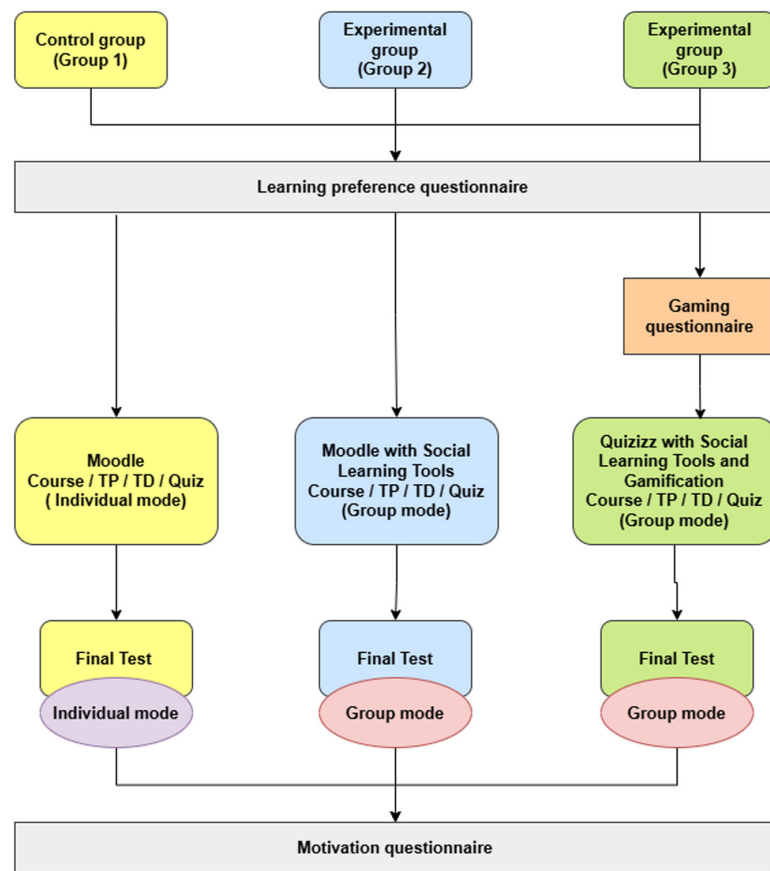 Control group
(Group 1)
Experimental
group
(Group 2)
Experimental
group
(Group 3)
Learning preference questionnaire
Gaming
questionnaire
Moodle
Course / TP / TD / Quiz
( Individual mode)
Moodle with Social
Learning Tools
Course / TP / TD / Quiz
(Group mode)
Quizizz with Social
Learning Tools and
Gamification
Course / TP / TD / Quiz
(Group mode)
Final Test
Individual mode
Final Test
Group mode
Final Test
Group mode
Motivation questionnaire